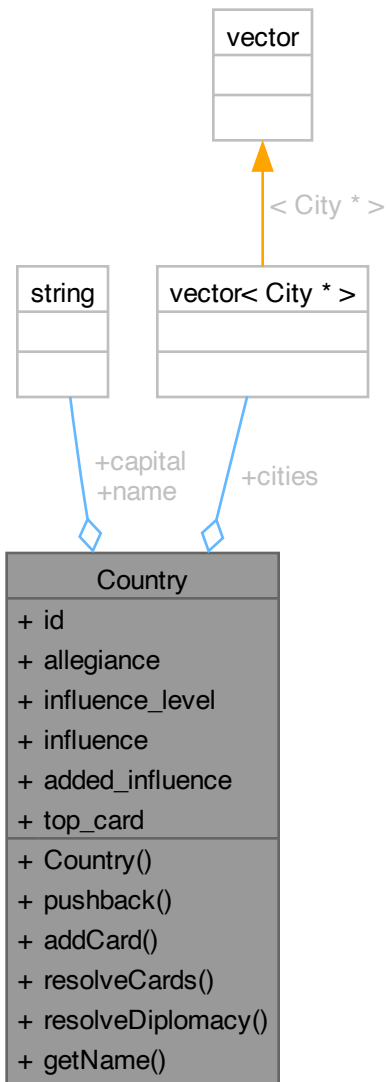 vector
< City * >
string
vector< City * >
+capital
+name
+cities
Country
+ id
+ allegiance
+ influence_level
+ influence
+ added_influence
+ top_card
+ Country()
+ pushback()
+ addCard()
+ resolveCards()
+ resolveDiplomacy()
+ getName()